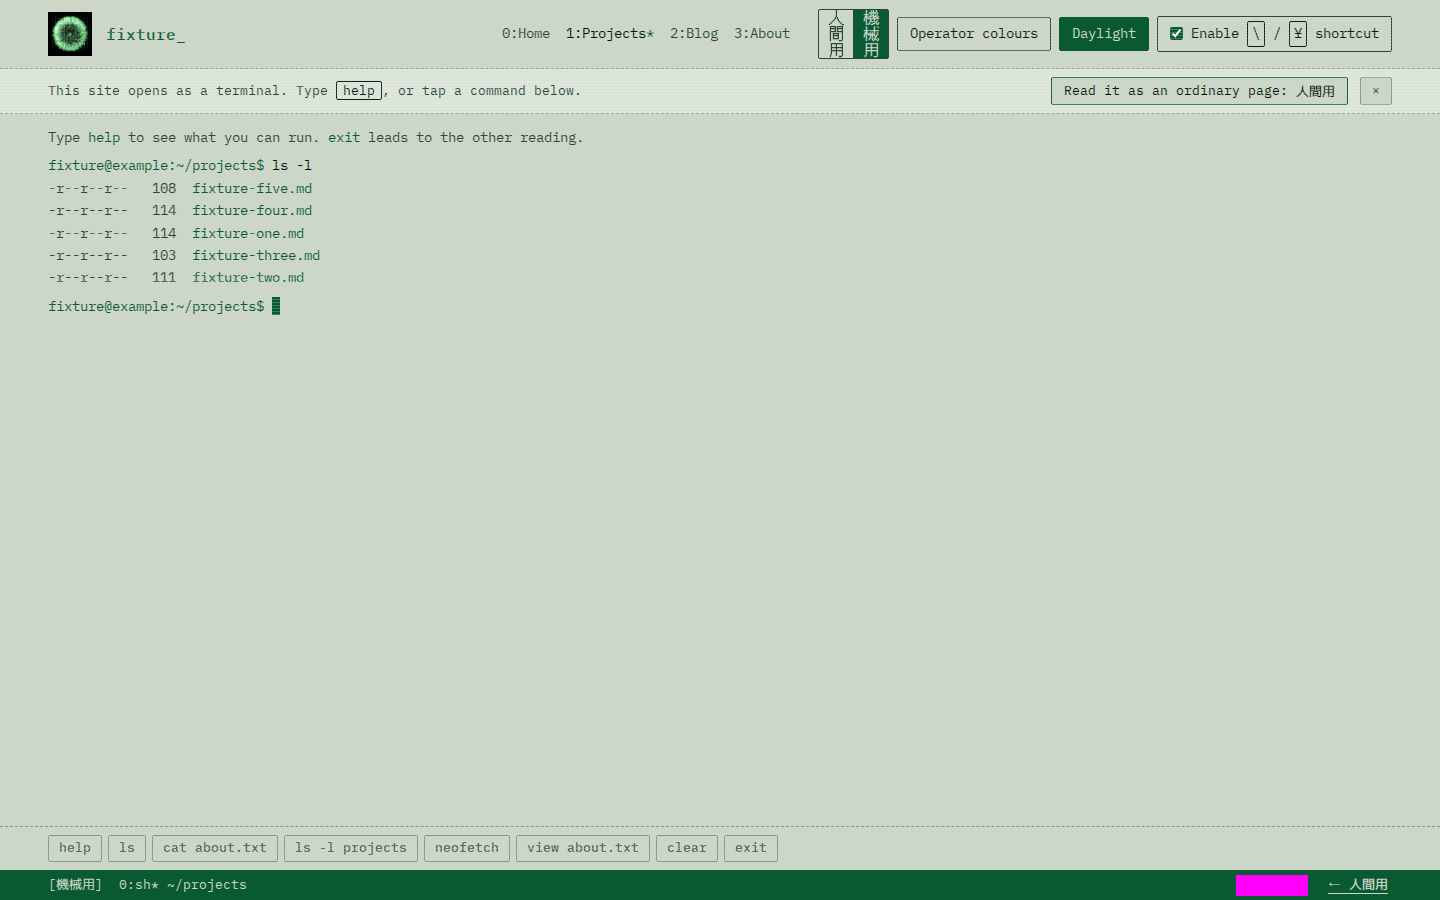 fixture_
0:Home 1:Projects* 2:Blog 3:About
人間用
機械用
Operator colours
Daylight
Enable \ / ¥ shortcut
This site opens as a terminal. Type help, or tap a command below.
Read it as an ordinary page: 人間用
×
Type help to see what you can run. exit leads to the other reading.
fixture@example:~/projects$ ls -l
-r--r--r-- 108 fixture-five.md
-r--r--r-- 114 fixture-four.md
-r--r--r-- 114 fixture-one.md
-r--r--r-- 103 fixture-three.md
-r--r--r-- 111 fixture-two.md
fixture@example:~/projects$
help ls cat about.txt ls -l projects neofetch view about.txt clear exit
[機械用] 0:sh* ~/projects
← 人間用